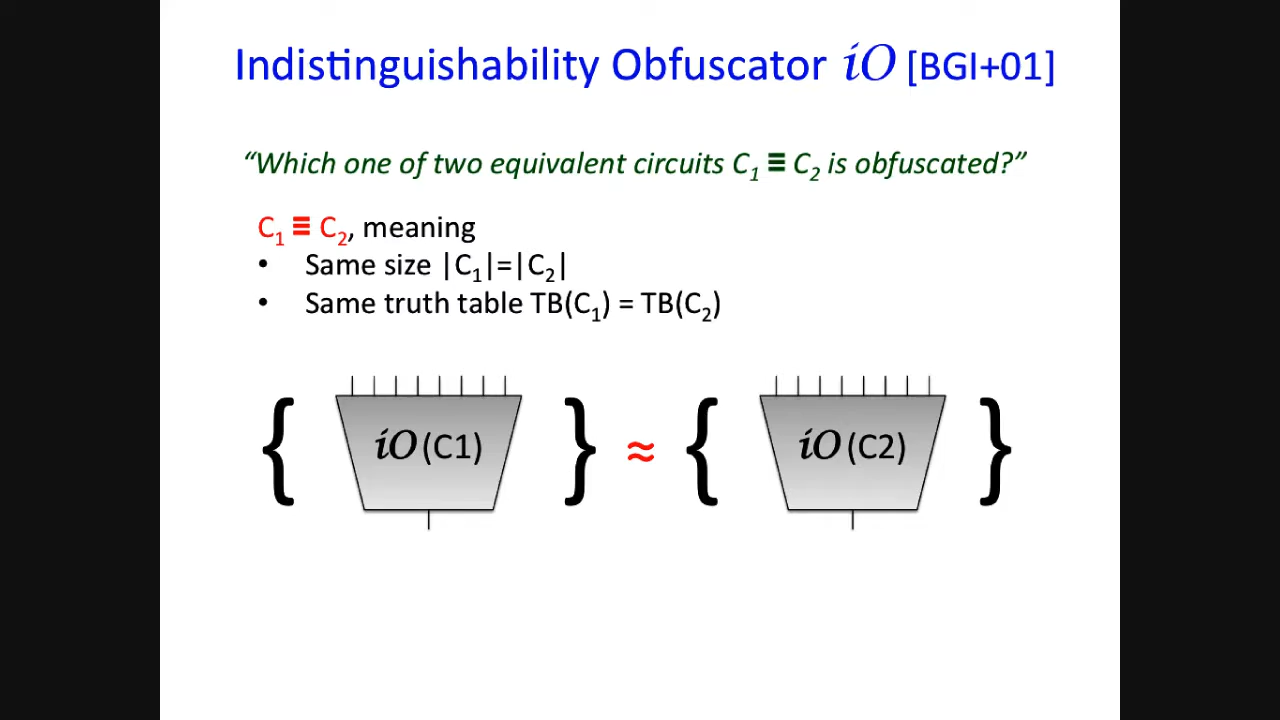 Indistinguishability Obfuscator iO [BGI+01]
“Which one of two equivalent circuits C₁ ≡ C₂ is obfuscated?”
C₁ ≡ C₂, meaning
• Same size |C₁|=|C₂|
• Same truth table TB(C₁) = TB(C₂)
{ iO (C1) } ≈ { iO (C2) }